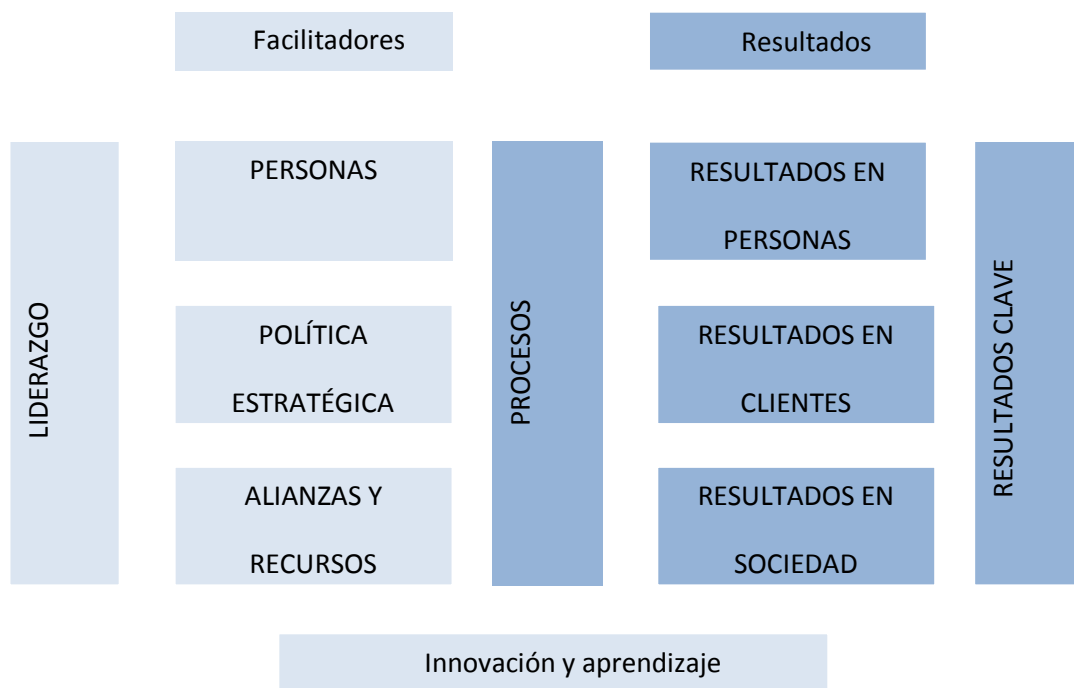 Facilitadores
Resultados
LIDERAZGO
PERSONAS
POLÍTICA
ESTRATÉGICA
ALIANZAS Y
RECURSOS
PROCESOS
RESULTADOS EN
PERSONAS
RESULTADOS EN
CLIENTES
RESULTADOS EN
SOCIEDAD
RESULTADOS CLAVE
Innovación y aprendizaje